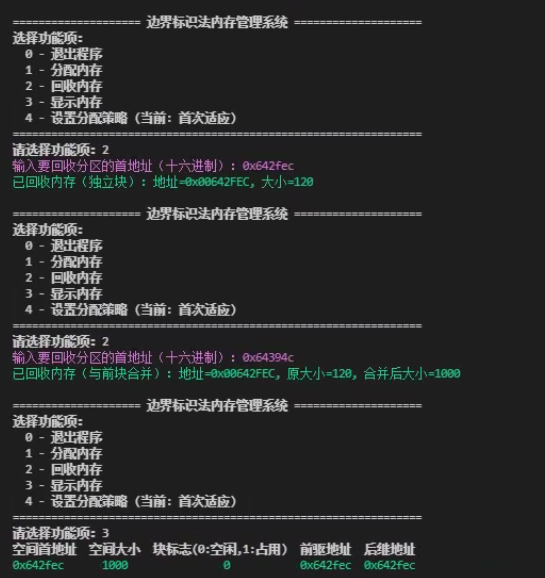 ==================== 边界标识法内存管理系统 ====================
选择功能项:
0 - 退出程序
1 - 分配内存
2 - 回收内存
3 - 显示内存
4 - 设置分配策略(当前: 首次适应)
================================================================
请选择功能项: 2
输入要回收分区的首地址(十六进制): 0x642fec
已回收内存(独立块): 地址=0x00642FEC, 大小=120
==================== 边界标识法内存管理系统 ====================
选择功能项:
0 - 退出程序
1 - 分配内存
2 - 回收内存
3 - 显示内存
4 - 设置分配策略(当前: 首次适应)
================================================================
请选择功能项: 2
输入要回收分区的首地址(十六进制): 0x64394c
已回收内存(与前块合并): 地址=0x00642FEC, 原大小=120, 合并后大小=1000
==================== 边界标识法内存管理系统 ====================
选择功能项:
0 - 退出程序
1 - 分配内存
2 - 回收内存
3 - 显示内存
4 - 设置分配策略(当前: 首次适应)
================================================================
请选择功能项: 3
空间首地址 空间大小 块标志(0:空闲,1:占用) 前驱地址 后继地址
0x642fec 1000 0 0x642fec 0x642fec